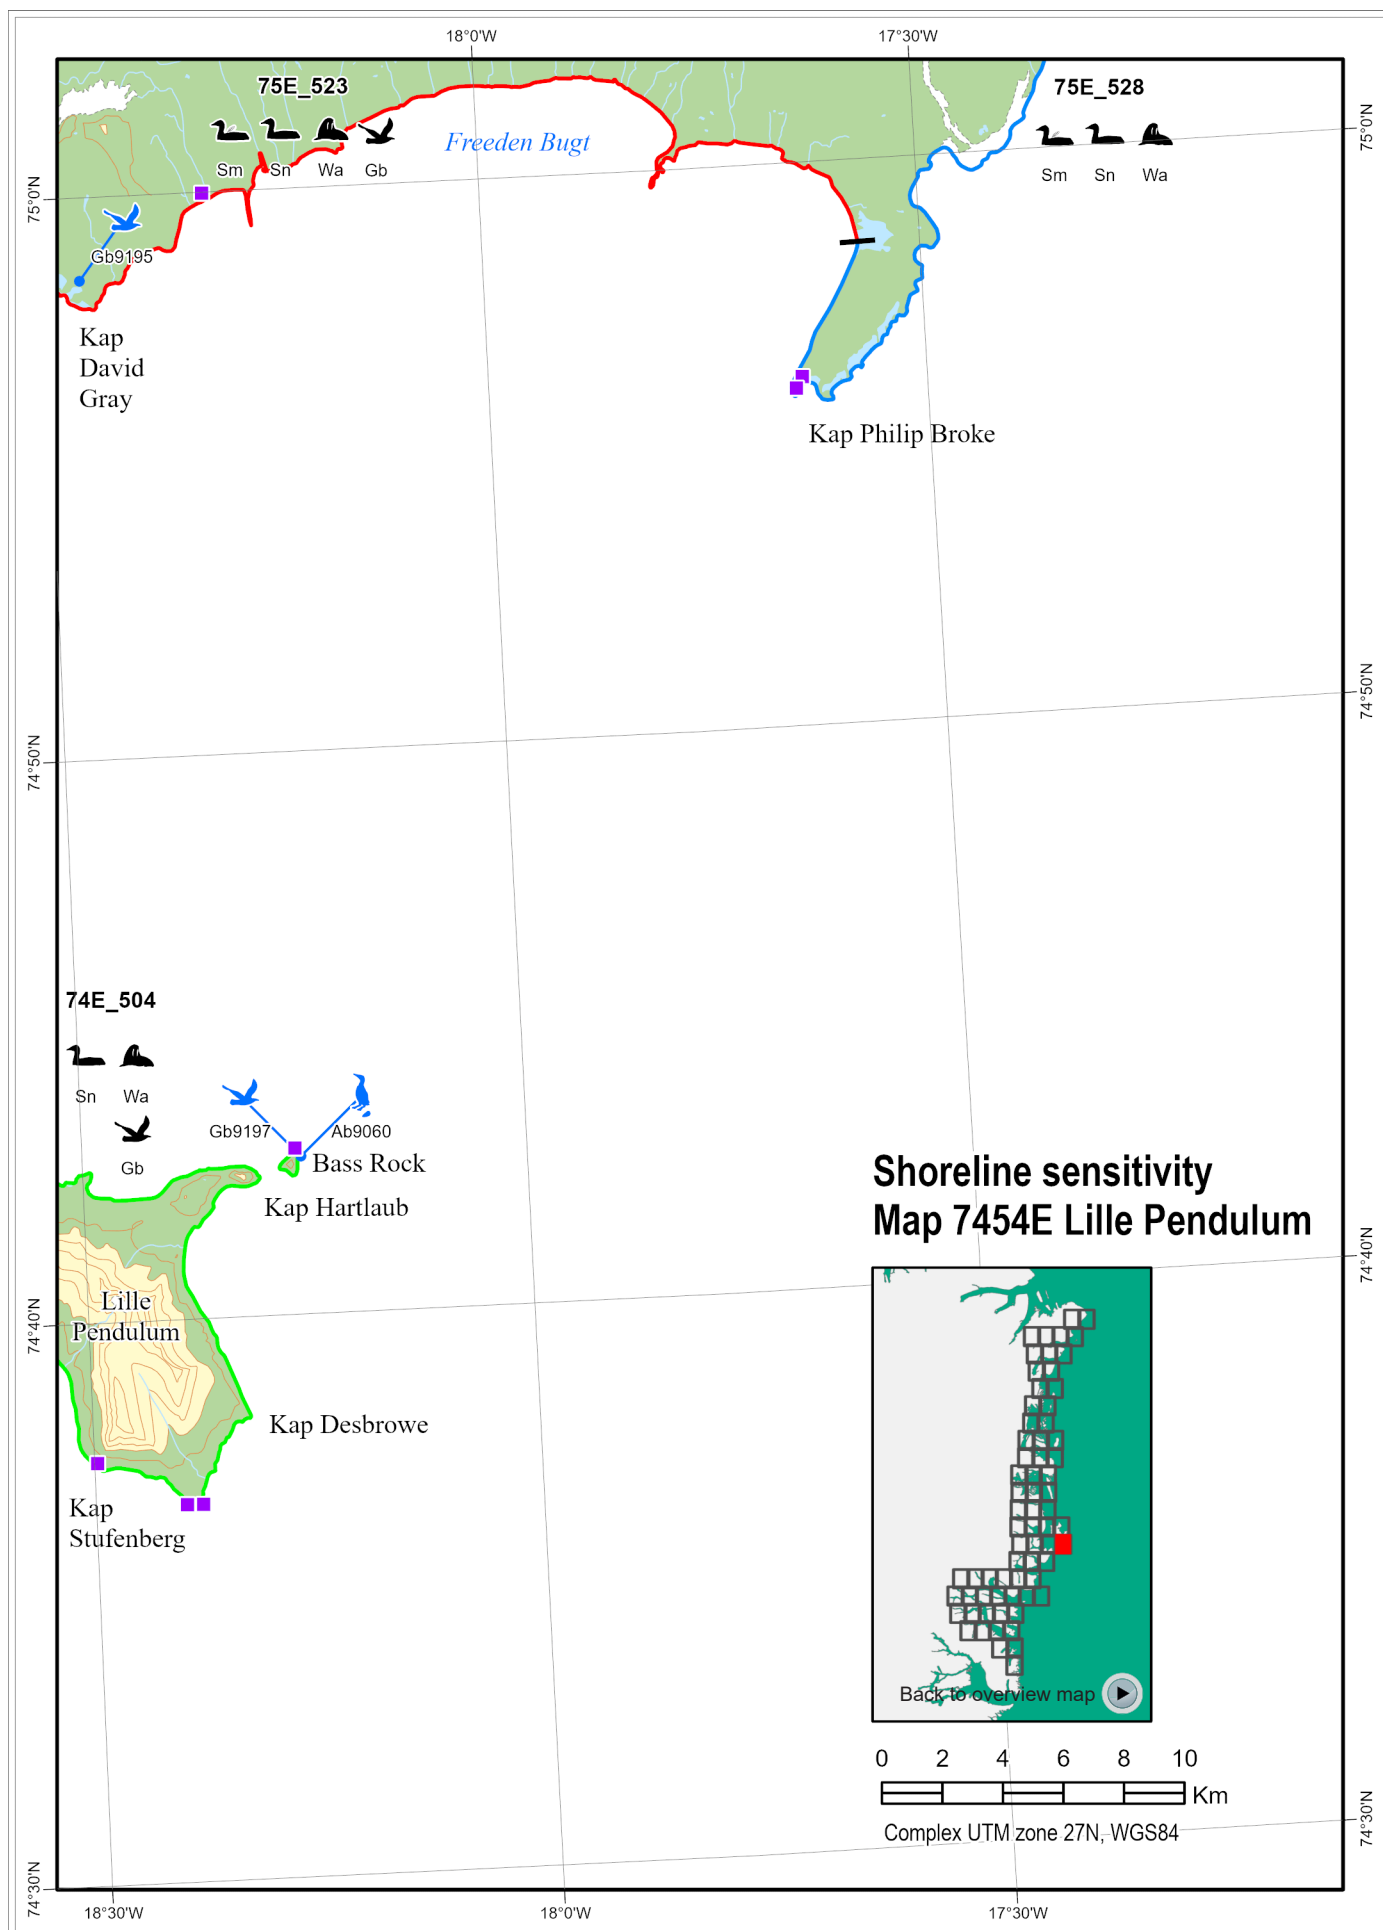 18°0'W
17°30'W
75°0'N
75°0'N
75E_523
Sm
Sn
Wa
Gb
Freeden Bugt
75E_528
Sm
Sn
Wa
Gb9195
Kap
David
Gray
Kap Philip Broke
74°50'N
74°50'N
74E_504
Sn
Wa
Gb
Gb9197
Ab9060
Bass Rock
Kap Hartlaub
Lille
Pendulum
Kap Desbrowe
Kap
Stufenberg
74°40'N
74°40'N
Shoreline sensitivity
Map 7454E Lille Pendulum
Back to overview map
0 2 4 6 8 10
Km
Complex UTM zone 27N, WGS84
74°30'N
74°30'N
18°30'W
18°0'W
17°30'W